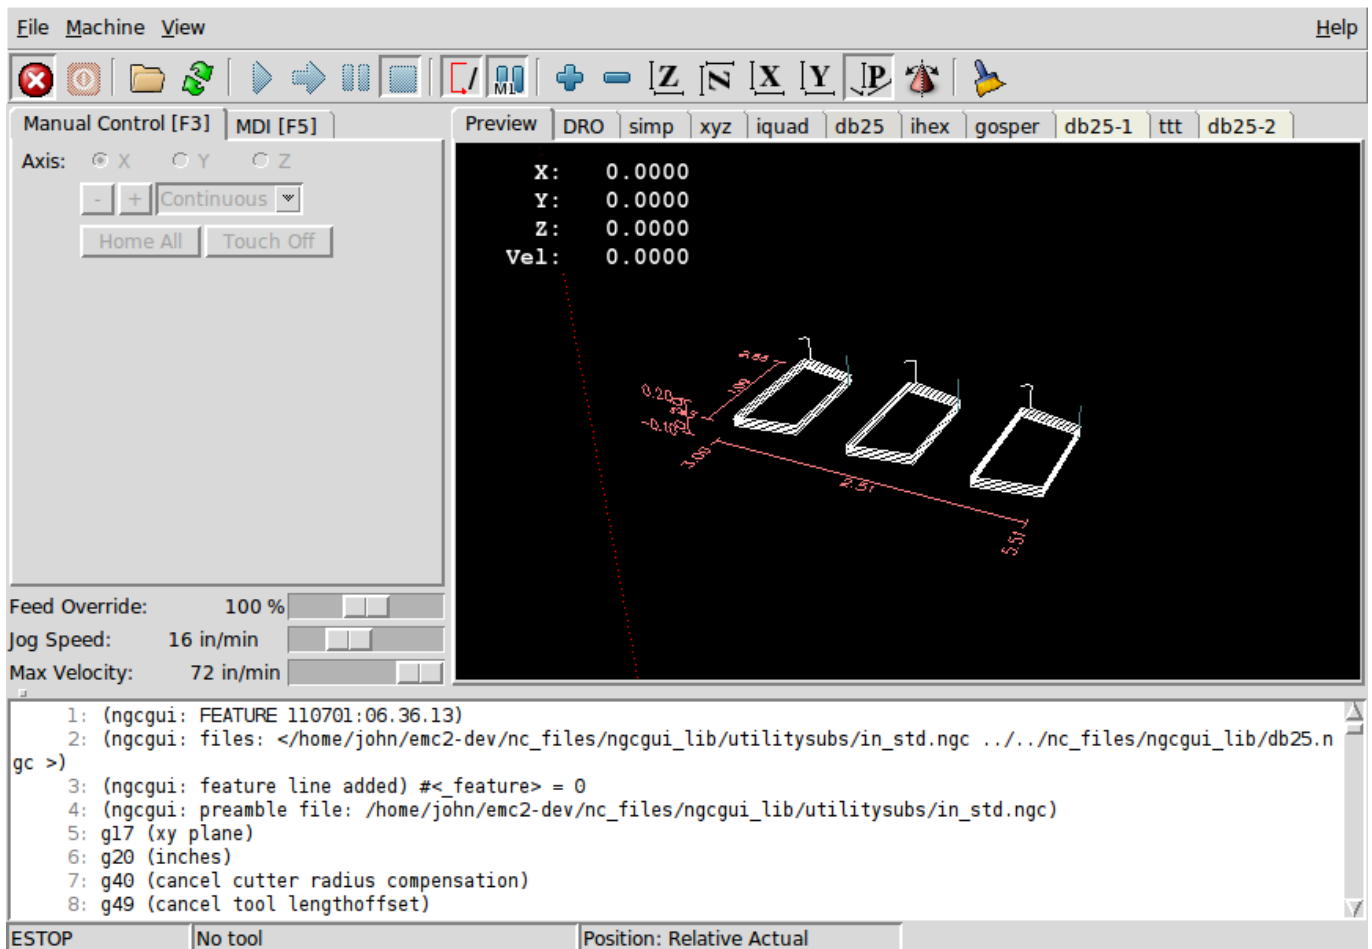 File Machine View Help
M1 Z N X Y P
Manual Control [F3] MDI [F5] Preview DRO simp xyz iquad db25 ihex gosper db25-1 ttt db25-2
Axis: X Y Z
- + Continuous
Home All Touch Off
X: 0.0000
Y: 0.0000
Z: 0.0000
Vel: 0.0000
0.20
3.00
2.51
5.51
Feed Override: 100 %
Jog Speed: 16 in/min
Max Velocity: 72 in/min
1: (ngcgui: FEATURE 110701:06.36.13)
2: (ngcgui: files: </home/john/emc2-dev/nc_files/ngcgui_lib/utilitysubs/in_std.ngc ../../nc_files/ngcgui_lib/db25.n
gc >)
3: (ngcgui: feature line added) #<_feature> = 0
4: (ngcgui: preamble file: /home/john/emc2-dev/nc_files/ngcgui_lib/utilitysubs/in_std.ngc)
5: g17 (xy plane)
6: g20 (inches)
7: g40 (cancel cutter radius compensation)
8: g49 (cancel tool lengthoffset)
ESTOP No tool Position: Relative Actual